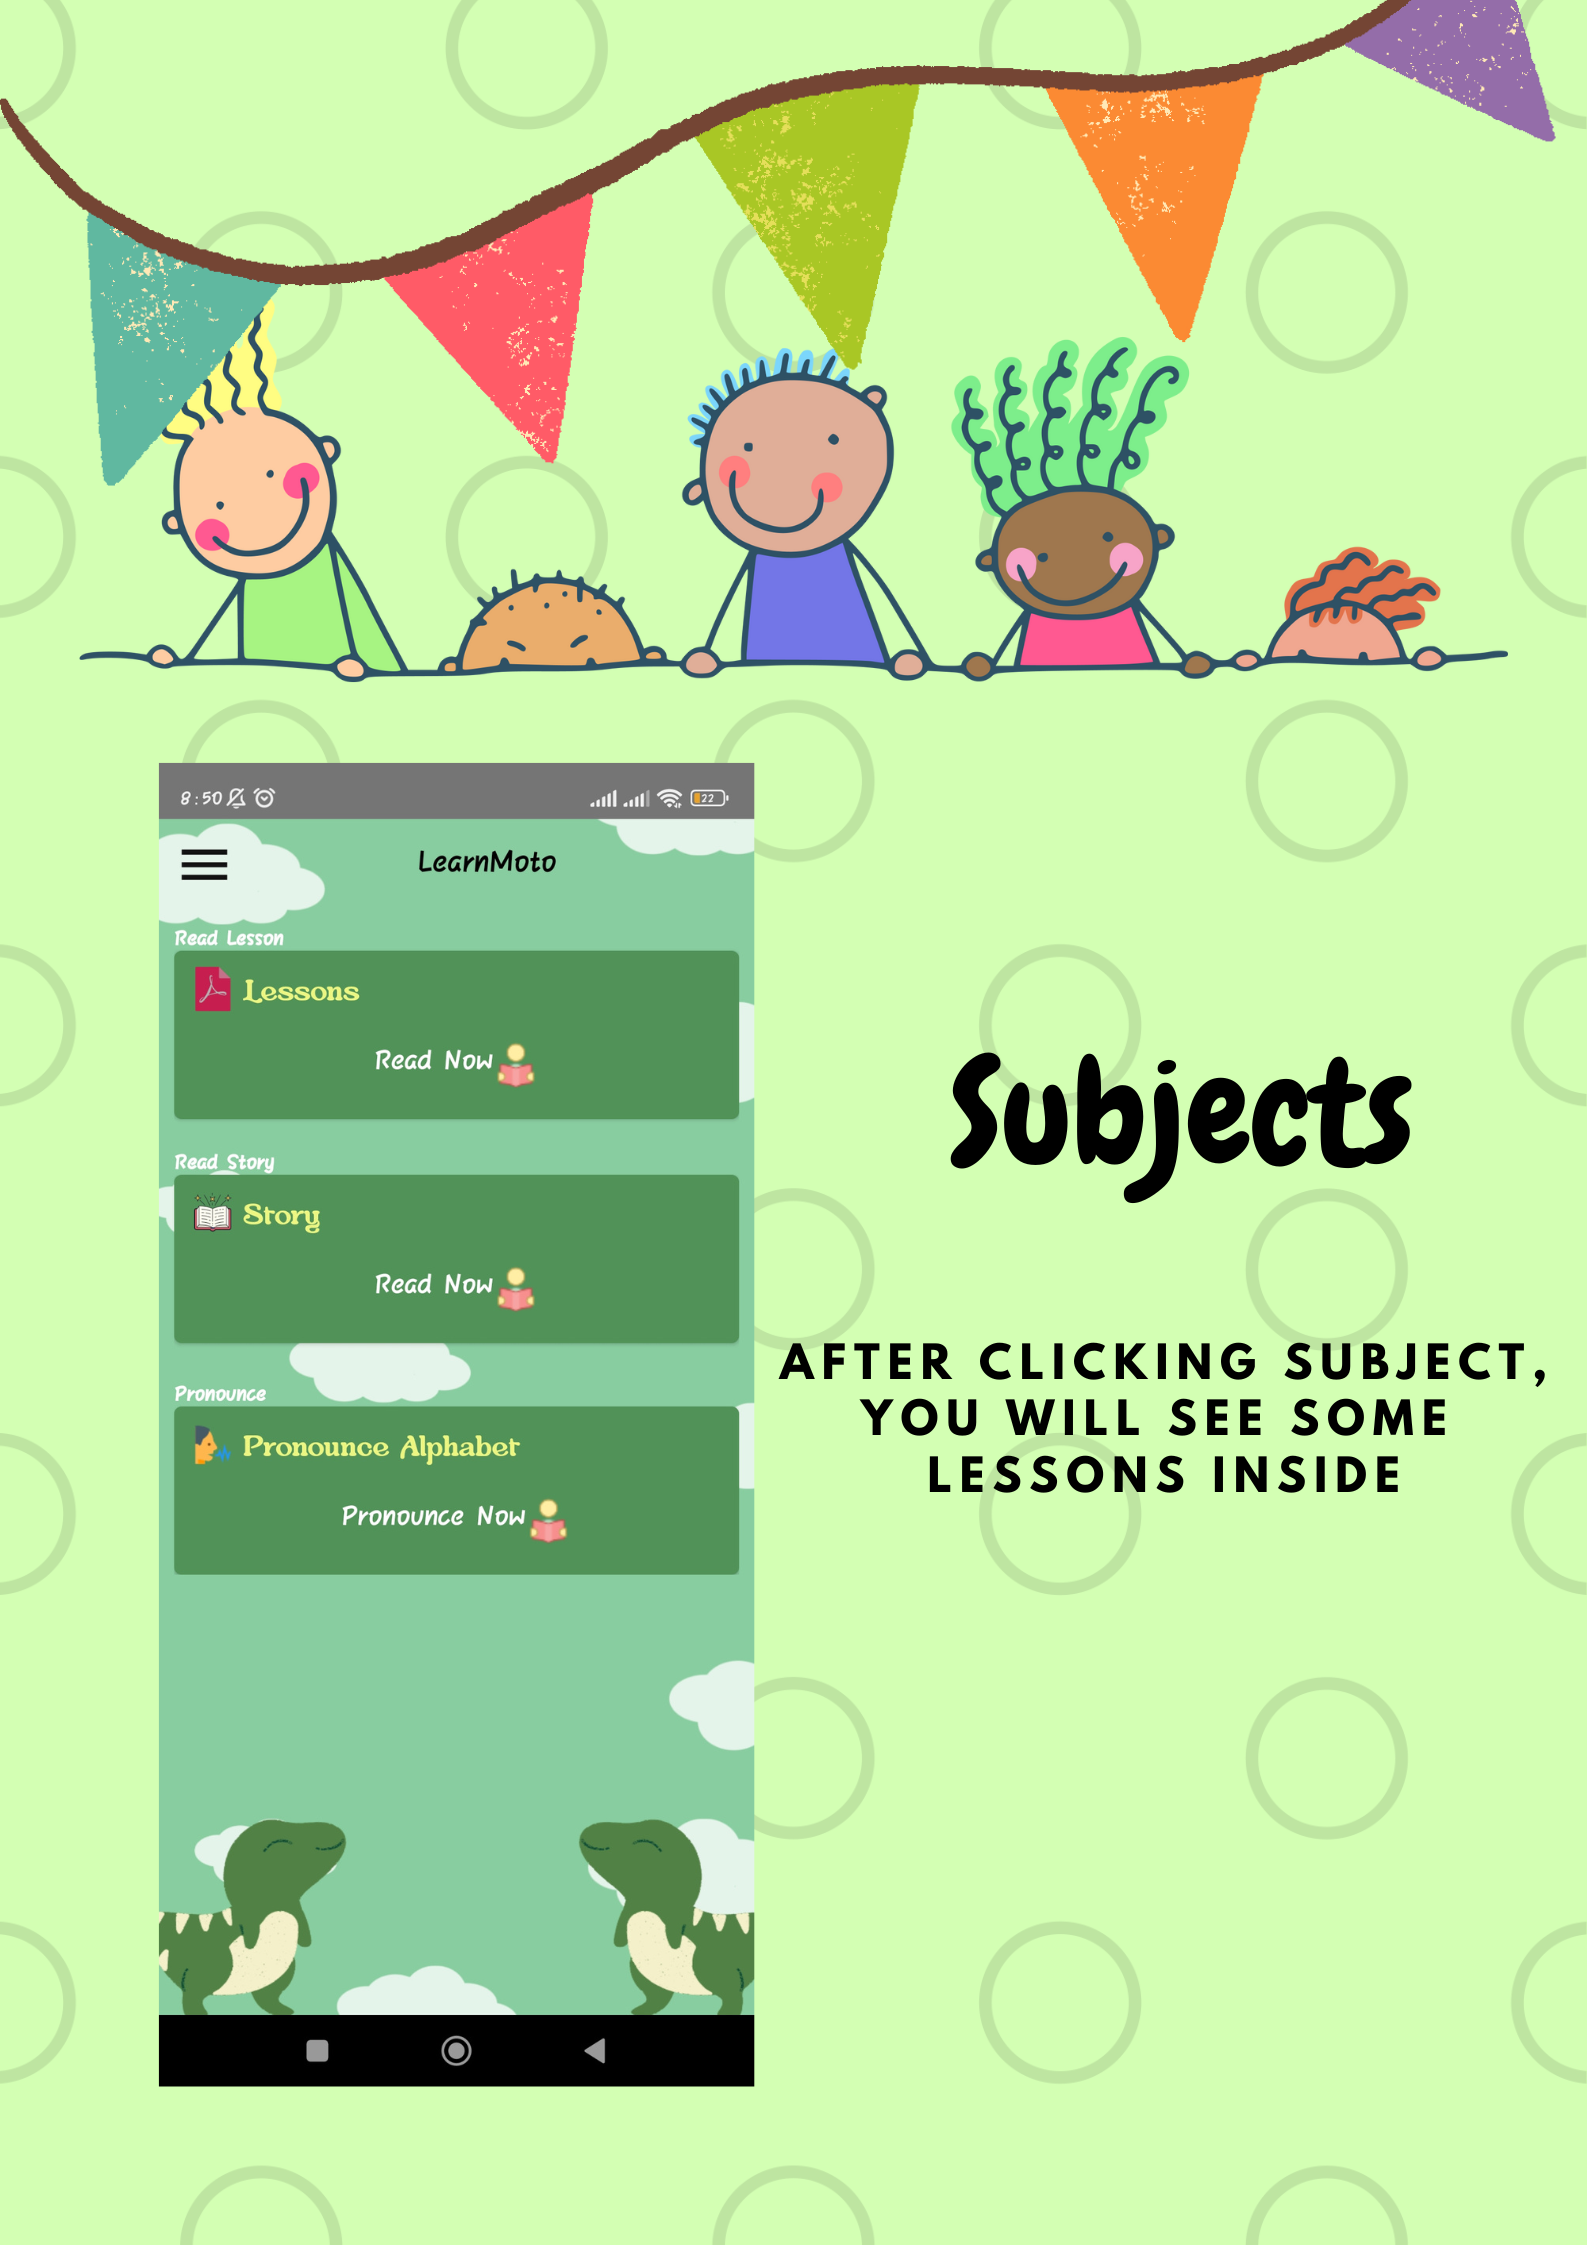 8:50
22
LearnMoto
Read Lesson
Lessons
Read Now
Read Story
Story
Read Now
Pronounce
Pronounce Alphabet
Pronounce Now
Subjects
AFTER CLICKING SUBJECT,
YOU WILL SEE SOME
LESSONS INSIDE